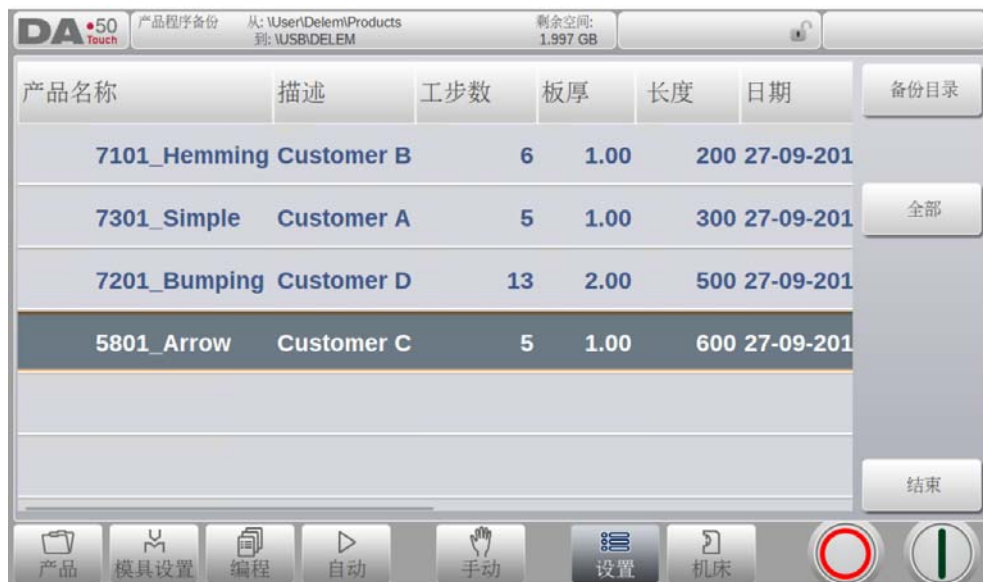 DA 50 Touch
产品程序备份
从: \User\Delem\Products
到: \USB\DELEM
剩余空间:
1.997 GB
产品名称 描述 工步数 板厚 长度 日期
7101_Hemming Customer B 6 1.00 200 27-09-201
7301_Simple Customer A 5 1.00 300 27-09-201
7201_Bumping Customer D 13 2.00 500 27-09-201
5801_Arrow Customer C 5 1.00 600 27-09-201
备份目录
全部
结束
产品 模具设置 编程 自动 手动 设置 机床